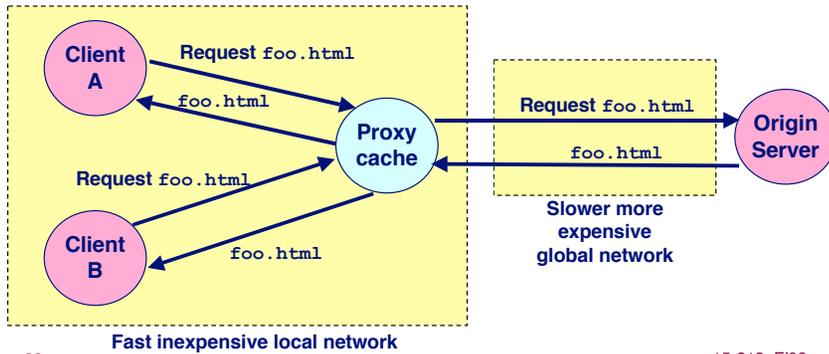 Client
A
Request foo.html
foo.html
Proxy
cache
Request foo.html
foo.html
Origin
Server
Request foo.html
Client
B
foo.html
Slower more
expensive
global network
Fast inexpensive local network